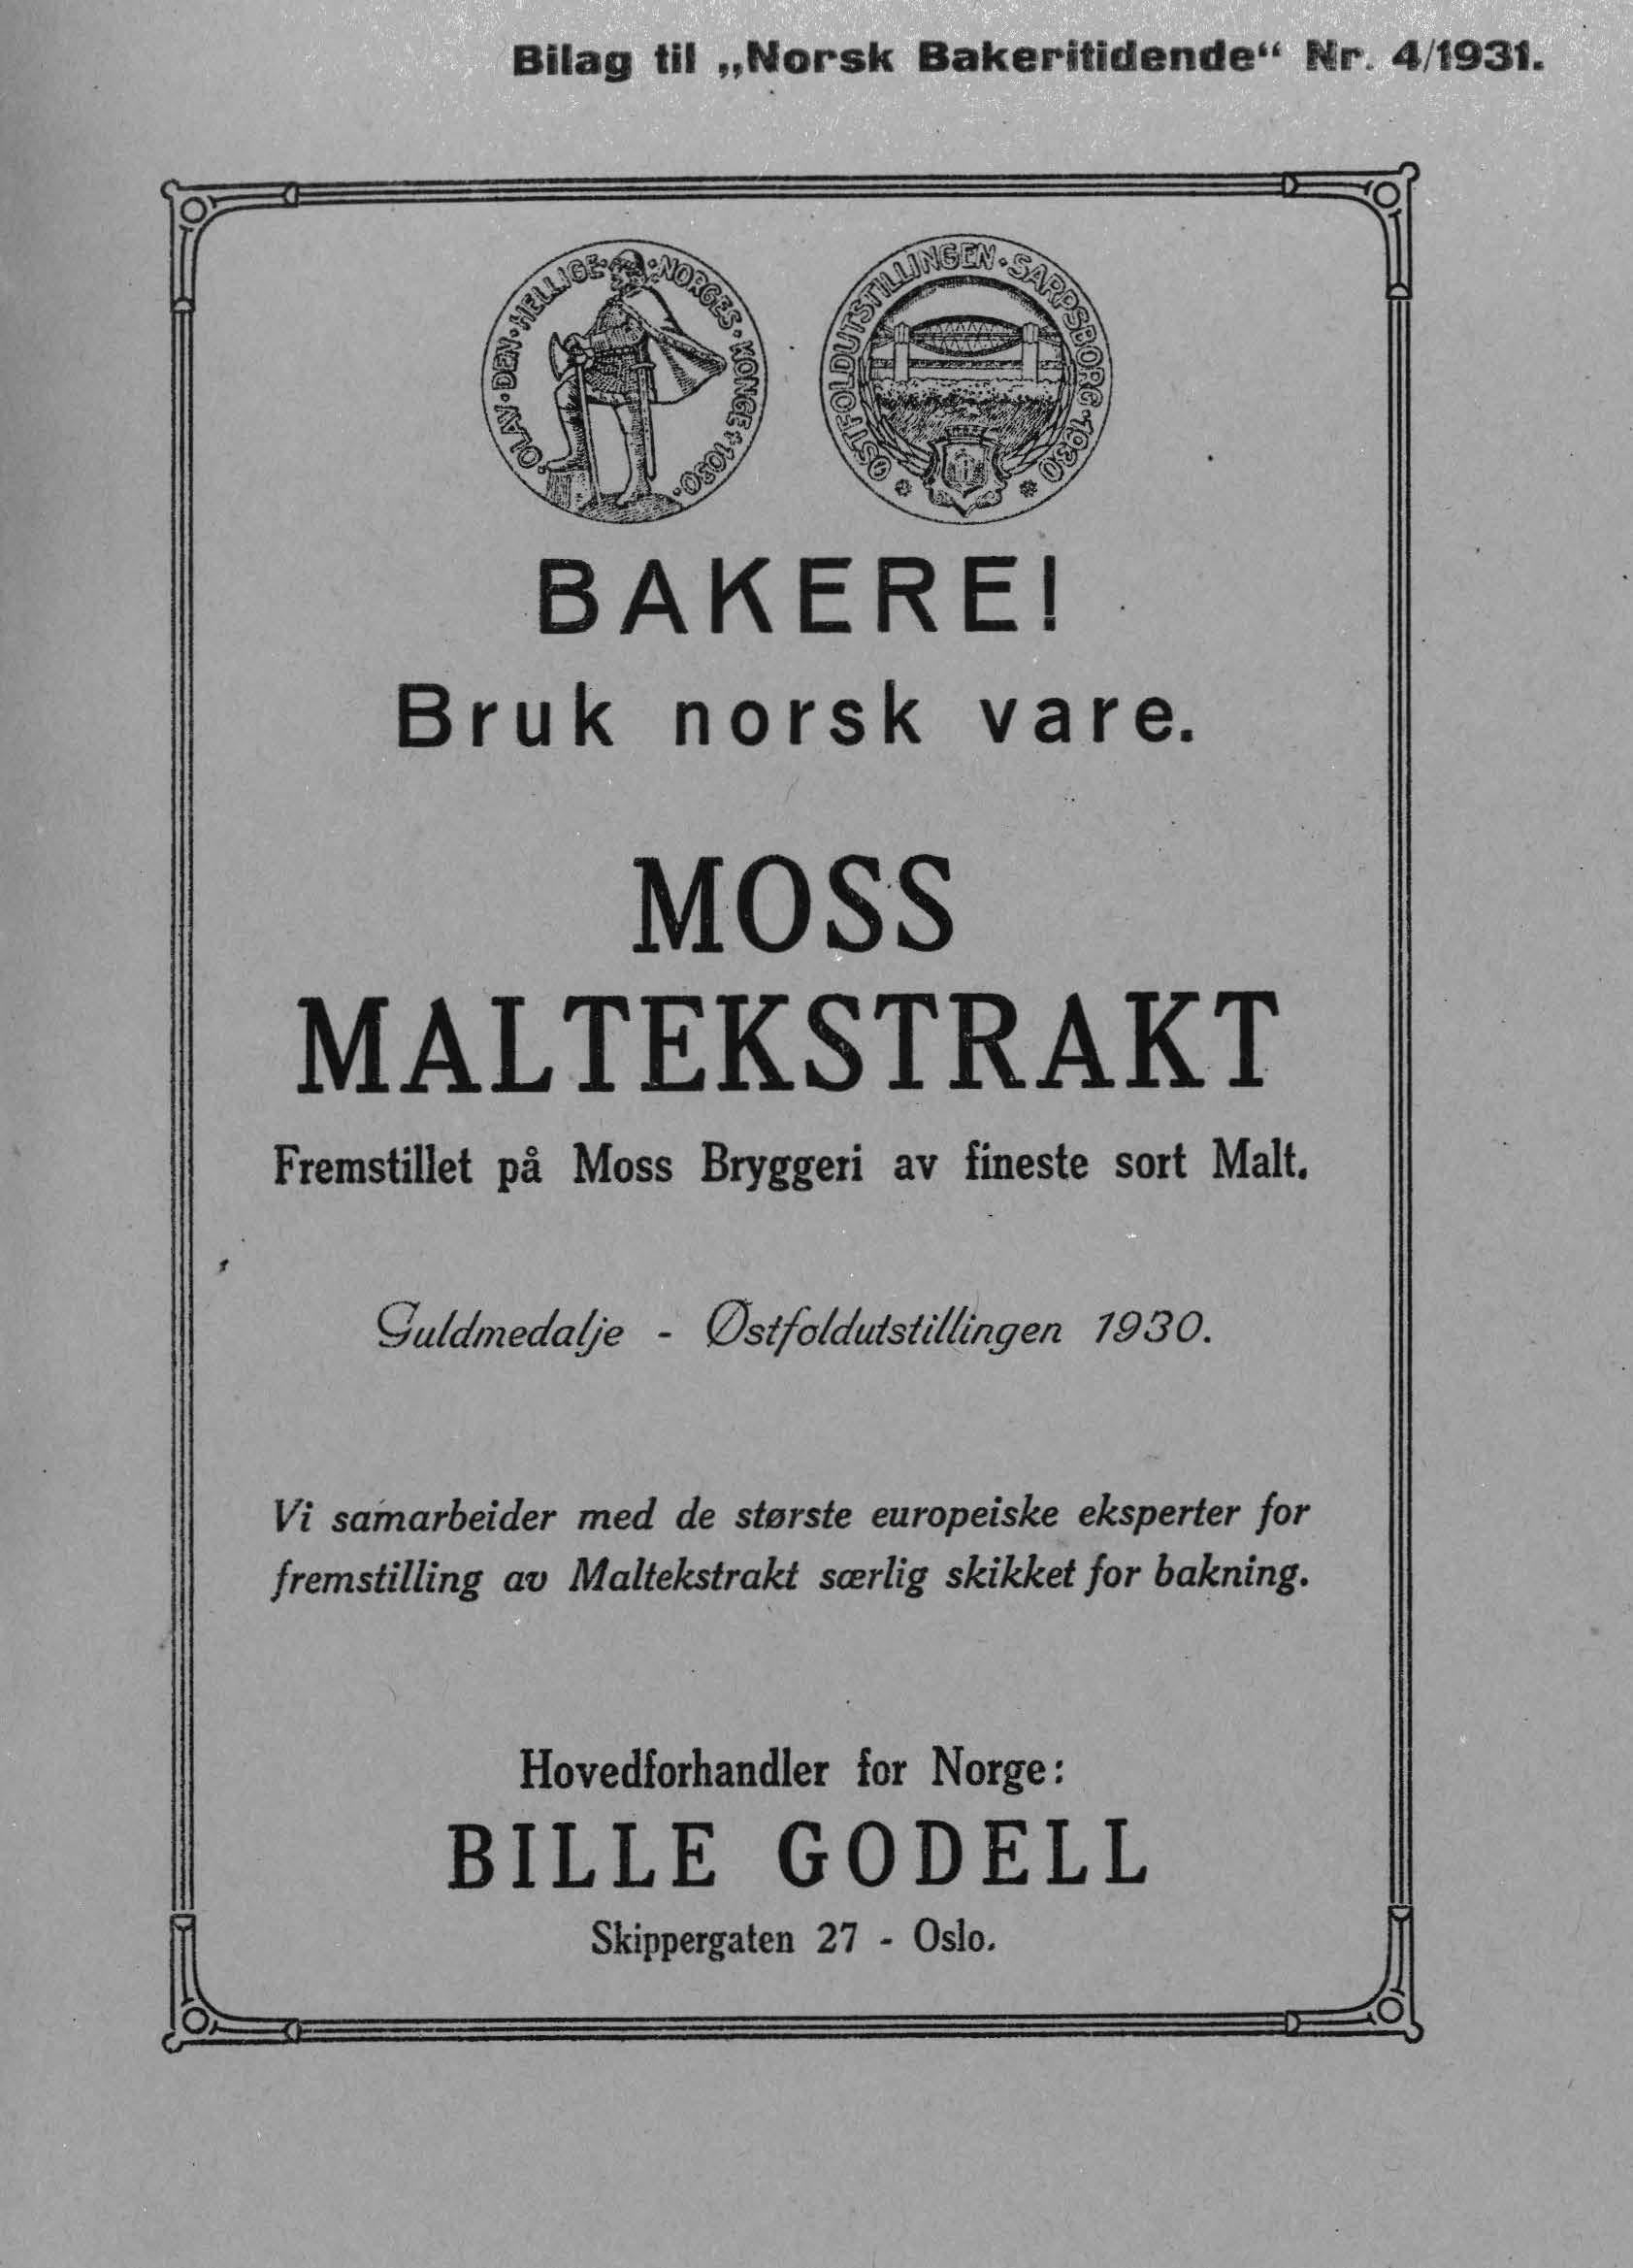 Bilag til „Norsk Bakeritidende“ Nr. 4/1931.
OLAV·DEN·HELLIGE·NORGES·KONGE†1030.
ØSTFOLDUTSTILLINGEN·SARPSBORG·1930
BAKERE!
Bruk norsk vare.
MOSS
MALTEKSTRAKT
Fremstillet på Moss Bryggeri av fineste sort Malt.
Guldmedalje - Østfoldutstillingen 1930.
Vi samarbeider med de største europeiske eksperter for
fremstilling av Maltekstrakt særlig skikket for bakning.
Hovedforhandler for Norge:
BILLE GODELL
Skippergaten 27 - Oslo.